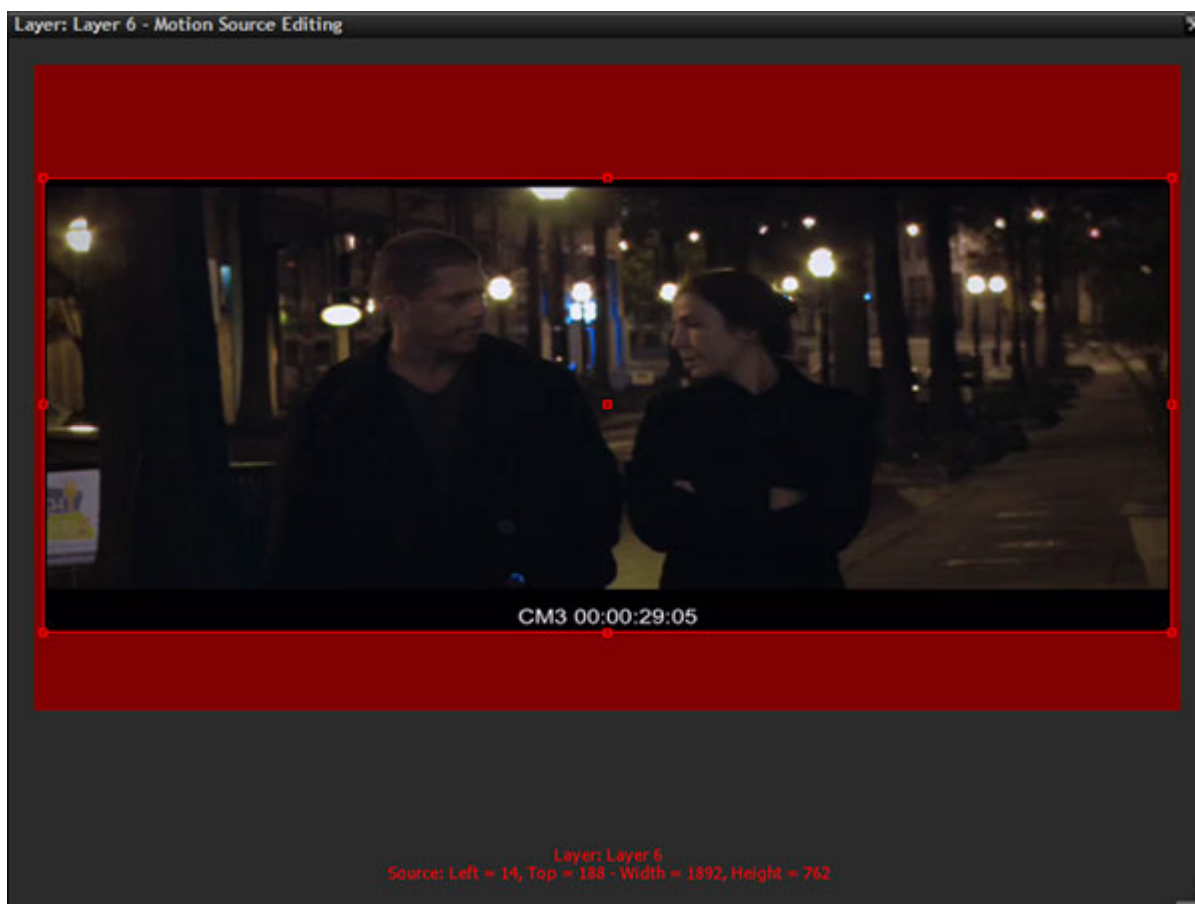 Layer: Layer 6 - Motion Source Editing
CM3 00:00:29:05
Layer: Layer 6
Source: Left = 14, Top = 188 - Width = 1892, Height = 762